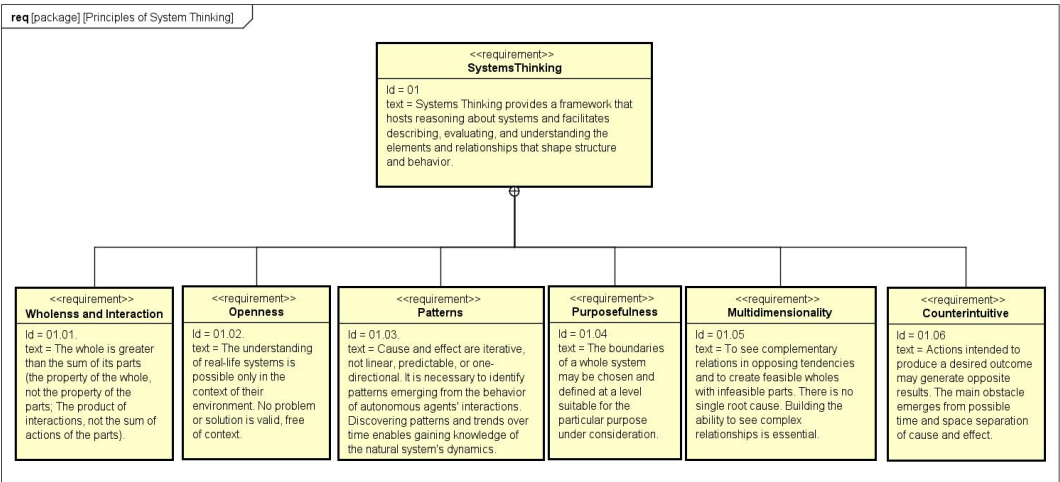 req [package] [Principles of System Thinking]
<<requirement>>
SystemsThinking
Id = 01
text = Systems Thinking provides a framework that
hosts reasoning about systems and facilitates
describing, evaluating, and understanding the
elements and relationships that shape structure
and behavior.
<<requirement>>
Wholenss and Interaction
Id = 01.01.
text = The whole is greater
than the sum of its parts
(the property of the whole,
not the property of the
parts; The product of
interactions, not the sum of
actions of the parts).
<<requirement>>
Openness
Id = 01.02.
text = The understanding
of real-life systems is
possible only in the
context of their
environment. No problem
or solution is valid, free
of context.
<<requirement>>
Patterns
Id = 01.03.
text = Cause and effect are iterative,
not linear, predictable, or one-
directional. It is necessary to identify
patterns emerging from the behavior
of autonomous agents' interactions.
Discovering patterns and trends over
time enables gaining knowledge of
the natural system's dynamics.
<<requirement>>
Purposefulness
Id = 01.04
text = The boundaries
of a whole system
may be chosen and
defined at a level
suitable for the
particular purpose
under consideration.
<<requirement>>
Multidimensionality
Id = 01.05
text = To see complementary
relations in opposing tendencies
and to create feasible wholes
with infeasible parts. There is no
single root cause. Building the
ability to see complex
relationships is essential.
<<requirement>>
Counterintuitive
Id = 01.06
text = Actions intended to
produce a desired outcome
may generate opposite
results. The main obstacle
emerges from possible
time and space separation
of cause and effect.